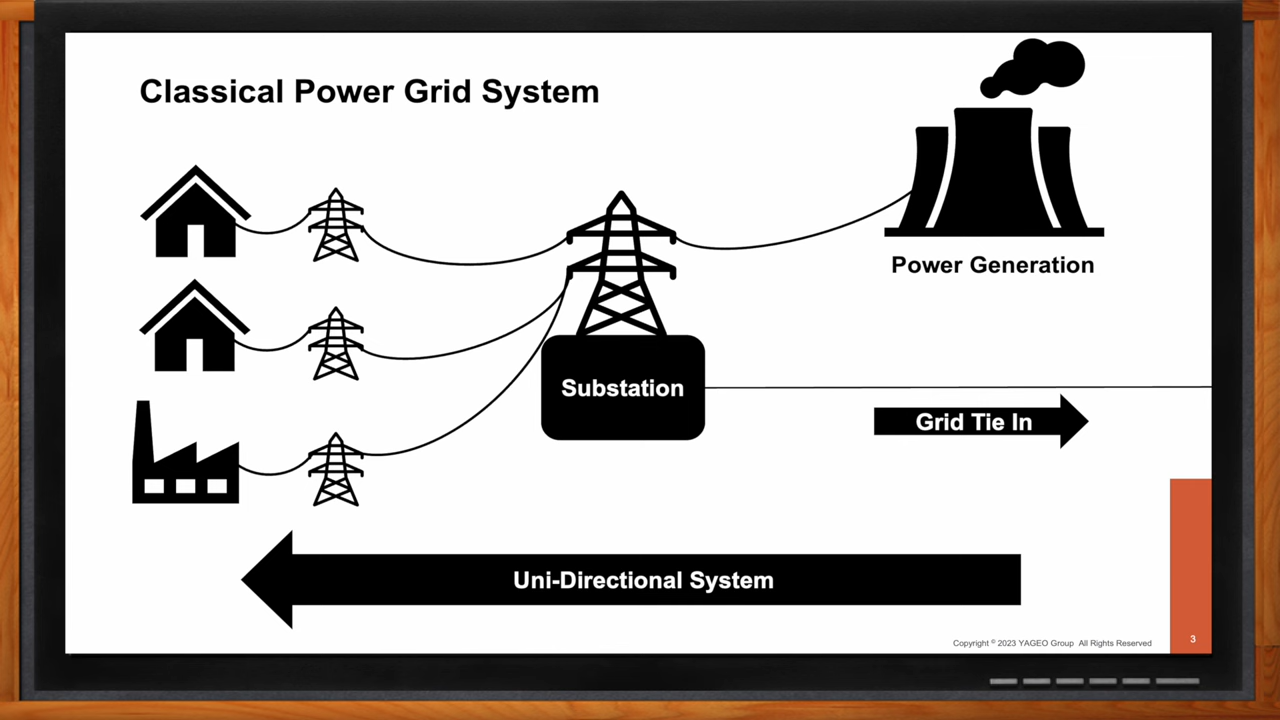 Classical Power Grid System
Power Generation
Substation
Grid Tie In
Uni-Directional System
Copyright © 2023 YAGEO Group All Rights Reserved
3